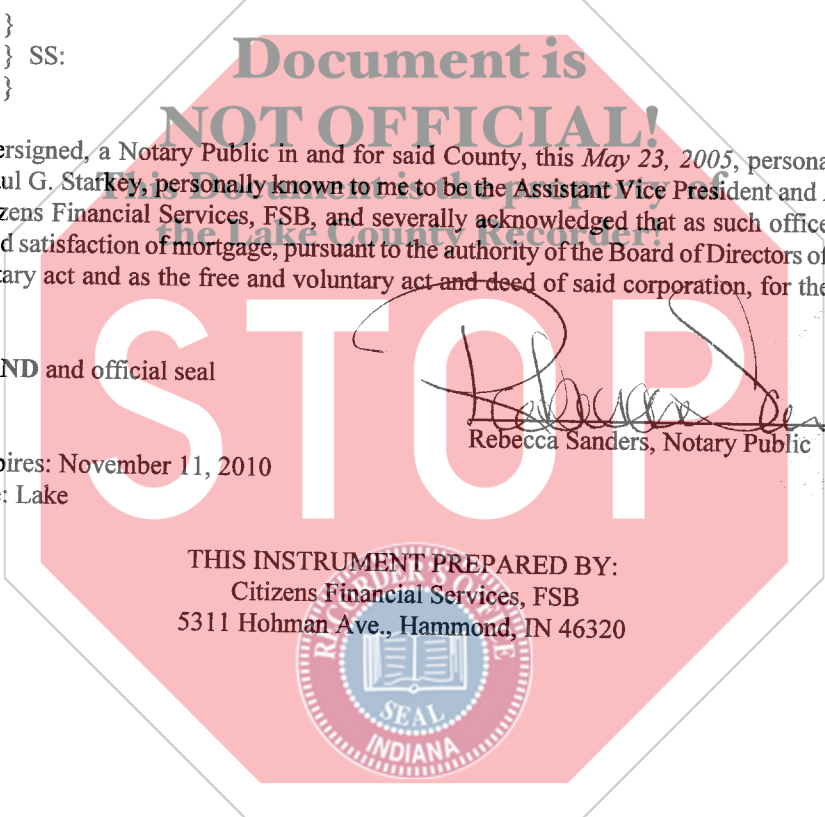 }
} SS:
}
Document is
NOT OFFICIAL!
This Document is the property of
the Lake County Recorder!
ersigned, a Notary Public in and for said County, this May 23, 2005, persona
ul G. Starkey, personally known to me to be the Assistant Vice President and
zens Financial Services, FSB, and severally acknowledged that as such office
d satisfaction of mortgage, pursuant to the authority of the Board of Directors of
tary act and as the free and voluntary act and deed of said corporation, for the
STOP
ND and official seal
Rebecca Sanders, Notary Public
pires: November 11, 2010
: Lake
THIS INSTRUMENT PREPARED BY:
Citizens Financial Services, FSB
5311 Hohman Ave., Hammond, IN 46320
RECORDER'S OFFICE
SEAL
INDIANA